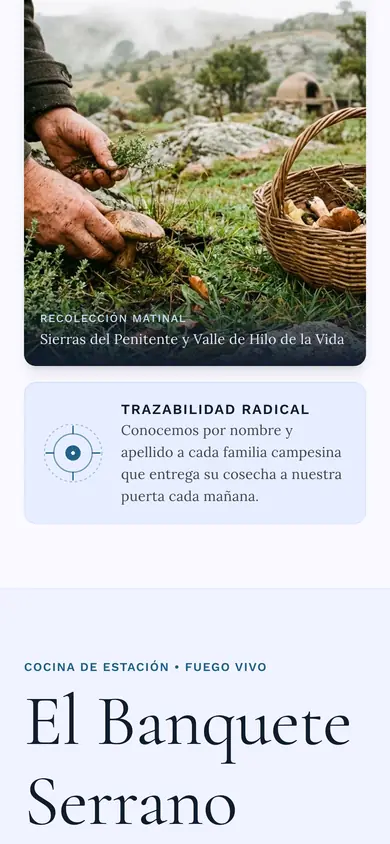 RECOLECCIÓN MATINAL
Sierras del Penitente y Valle de Hilo de la Vida
TRAZABILIDAD RADICAL
Conocemos por nombre y
apellido a cada familia campesina
que entrega su cosecha a nuestra
puerta cada mañana.
COCINA DE ESTACIÓN • FUEGO VIVO
El Banquete
Serrano